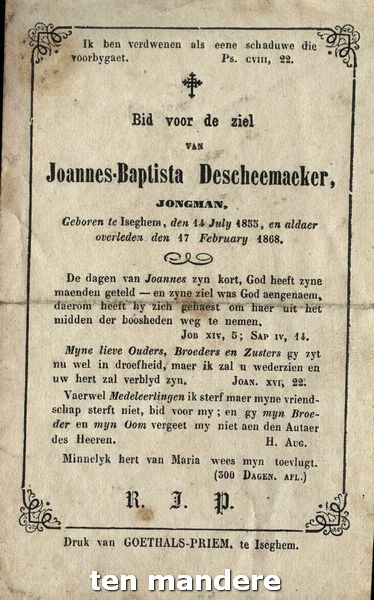 Ik ben verdwenen als eene schaduwe die
voorbygaet. Ps. CVIII, 22.
Bid voor de ziel
VAN
Joannes-Baptista Descheemaeker,
JONGMAN,
Geboren te Iseghem, den 14 July 1855, en aldaer
overleden den 17 February 1868.
De dagen van Joannes zyn kort, God heeft zyne
maenden geteld — en zyne ziel was God aengenaem,
daerom heeft hy zich gehaest om haer uit het
midden der boosheden weg te nemen.
JOB XIV, 5; SAP IV, 14.
Myne lieve Ouders, Broeders en Zusters gy zyt
nu wel in droefheid, maer ik zal u wederzien en
uw hert zal verblyd zyn. JOAN. XVI, 22.
Vaerwel Medeleerlingen ik sterf maer myne vriend-
schap sterft niet, bid voor my; en gy myn Broe-
der en myn Oom vergeet my niet aen den Autaer
des Heeren. H. AUG.
Minnelyk hert van Maria wees myn toevlugt.
(300 DAGEN. AFL.)
R. I. P.
Druk van GOETHALS-PRIEM. te Iseghem.
ten mandere